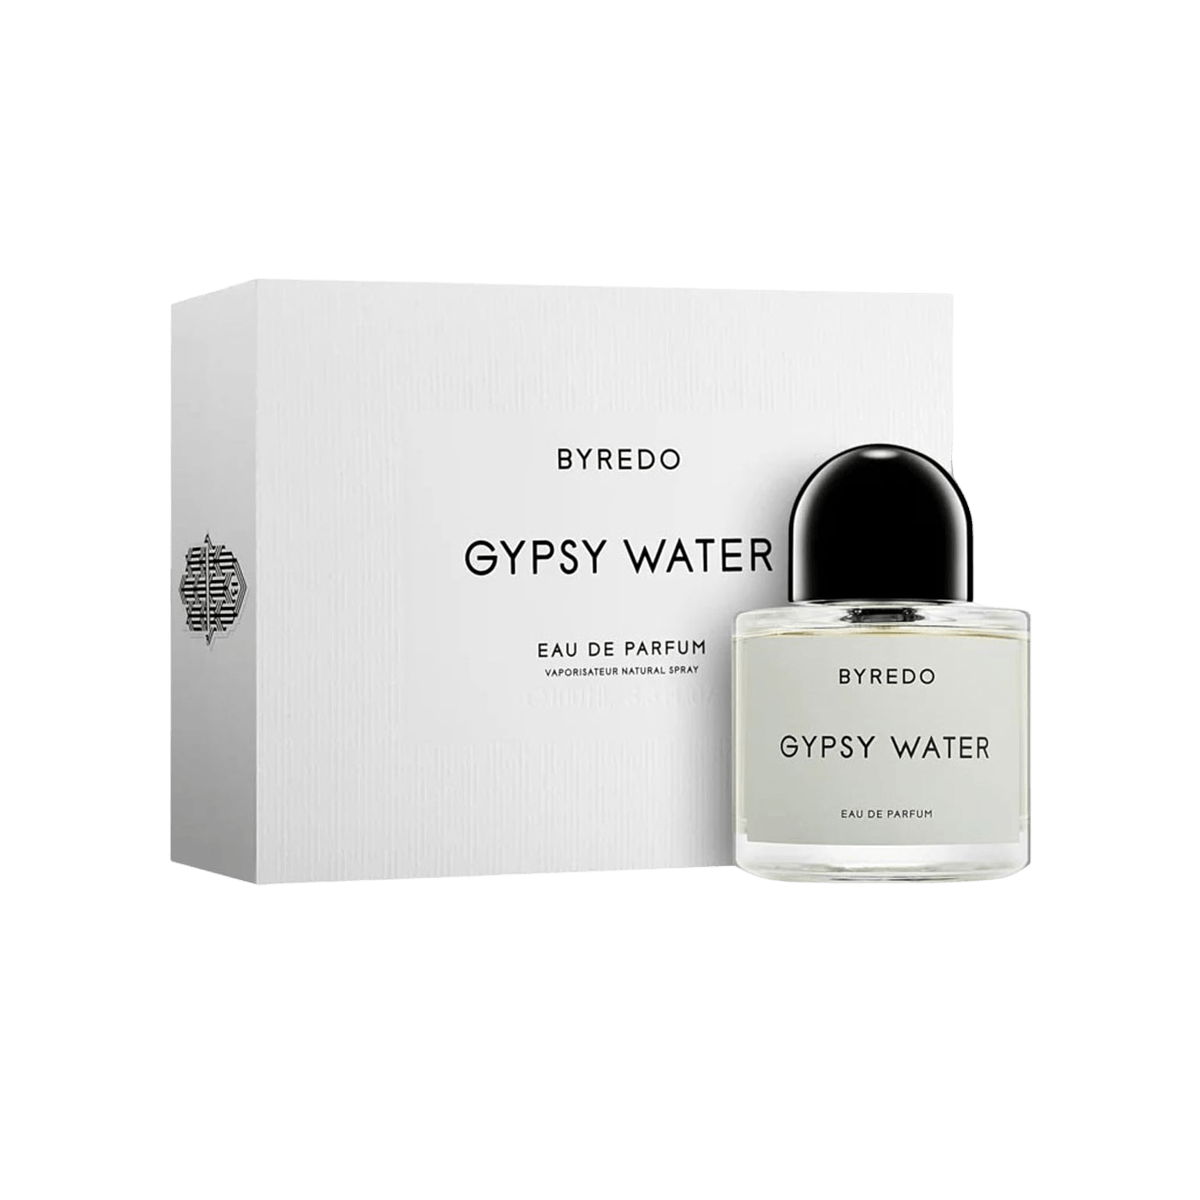 BYREDO
GYPSY WATER
EAU DE PARFUM
VAPORISATEUR NATURAL SPRAY
BYREDO
GYPSY WATER
EAU DE PARFUM